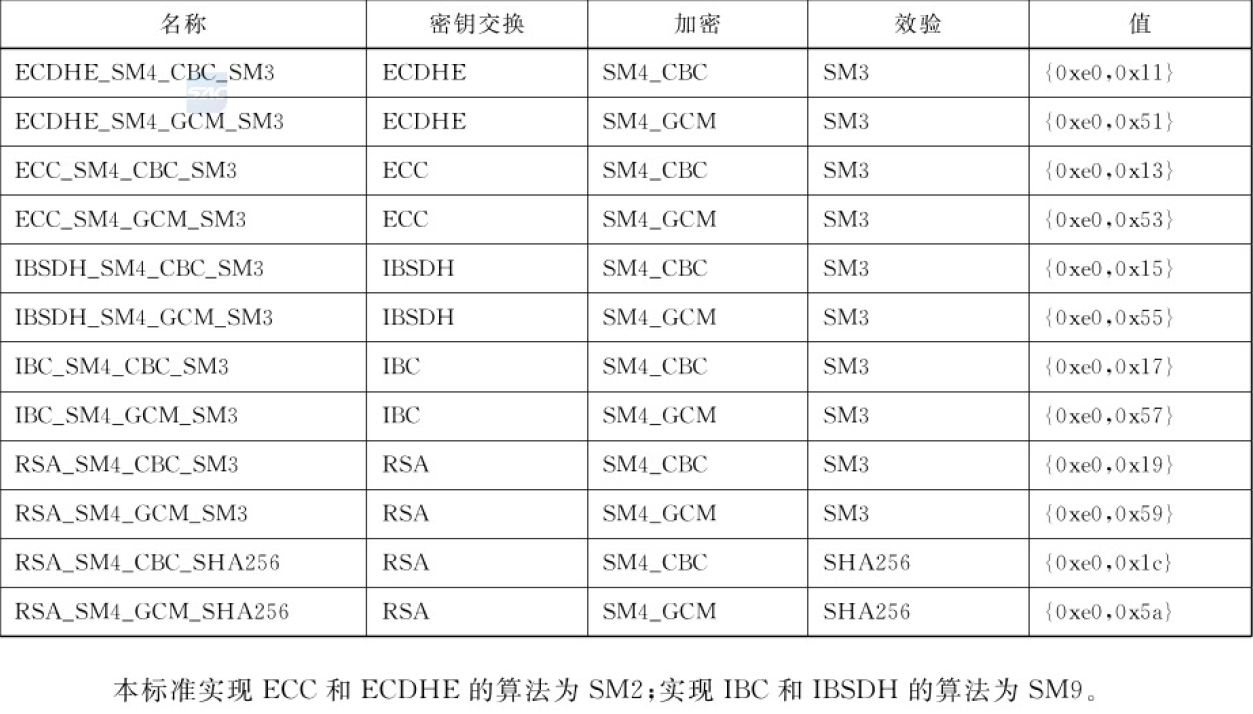 名称 密钥交换 加密 效验 值
ECDHE_SM4_CBC_SM3 ECDHE SM4_CBC SM3 {0xe0,0x11}
ECDHE_SM4_GCM_SM3 ECDHE SM4_GCM SM3 {0xe0,0x51}
ECC_SM4_CBC_SM3 ECC SM4_CBC SM3 {0xe0,0x13}
ECC_SM4_GCM_SM3 ECC SM4_GCM SM3 {0xe0,0x53}
IBSDH_SM4_CBC_SM3 IBSDH SM4_CBC SM3 {0xe0,0x15}
IBSDH_SM4_GCM_SM3 IBSDH SM4_GCM SM3 {0xe0,0x55}
IBC_SM4_CBC_SM3 IBC SM4_CBC SM3 {0xe0,0x17}
IBC_SM4_GCM_SM3 IBC SM4_GCM SM3 {0xe0,0x57}
RSA_SM4_CBC_SM3 RSA SM4_CBC SM3 {0xe0,0x19}
RSA_SM4_GCM_SM3 RSA SM4_GCM SM3 {0xe0,0x59}
RSA_SM4_CBC_SHA256 RSA SM4_CBC SHA256 {0xe0,0x1c}
RSA_SM4_GCM_SHA256 RSA SM4_GCM SHA256 {0xe0,0x5a}
本标准实现 ECC 和 ECDHE 的算法为 SM2;实现 IBC 和 IBSDH 的算法为 SM9。